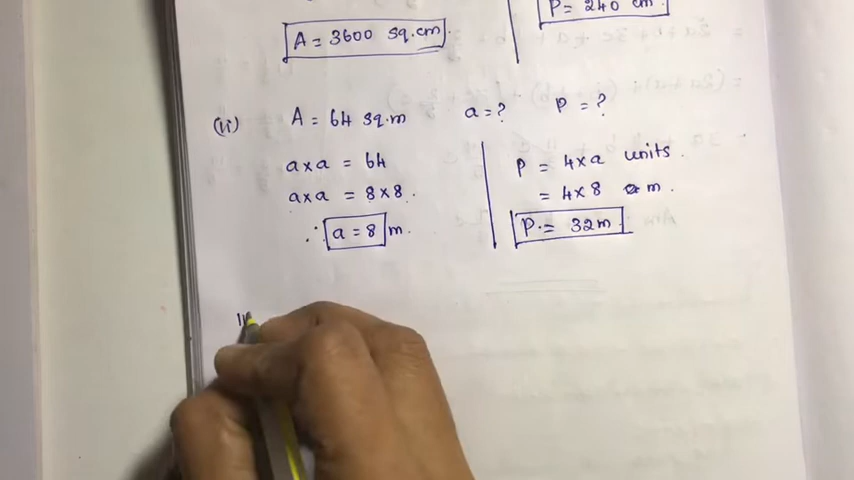 A = 3600 sq.cm.
P = 240 cm.
(ii) A = 64 sq.m a = ? P = ?
a×a = 64
a×a = 8×8.
∴ a = 8 m.
P = 4×a units.
= 4×8 m.
P = 32m.